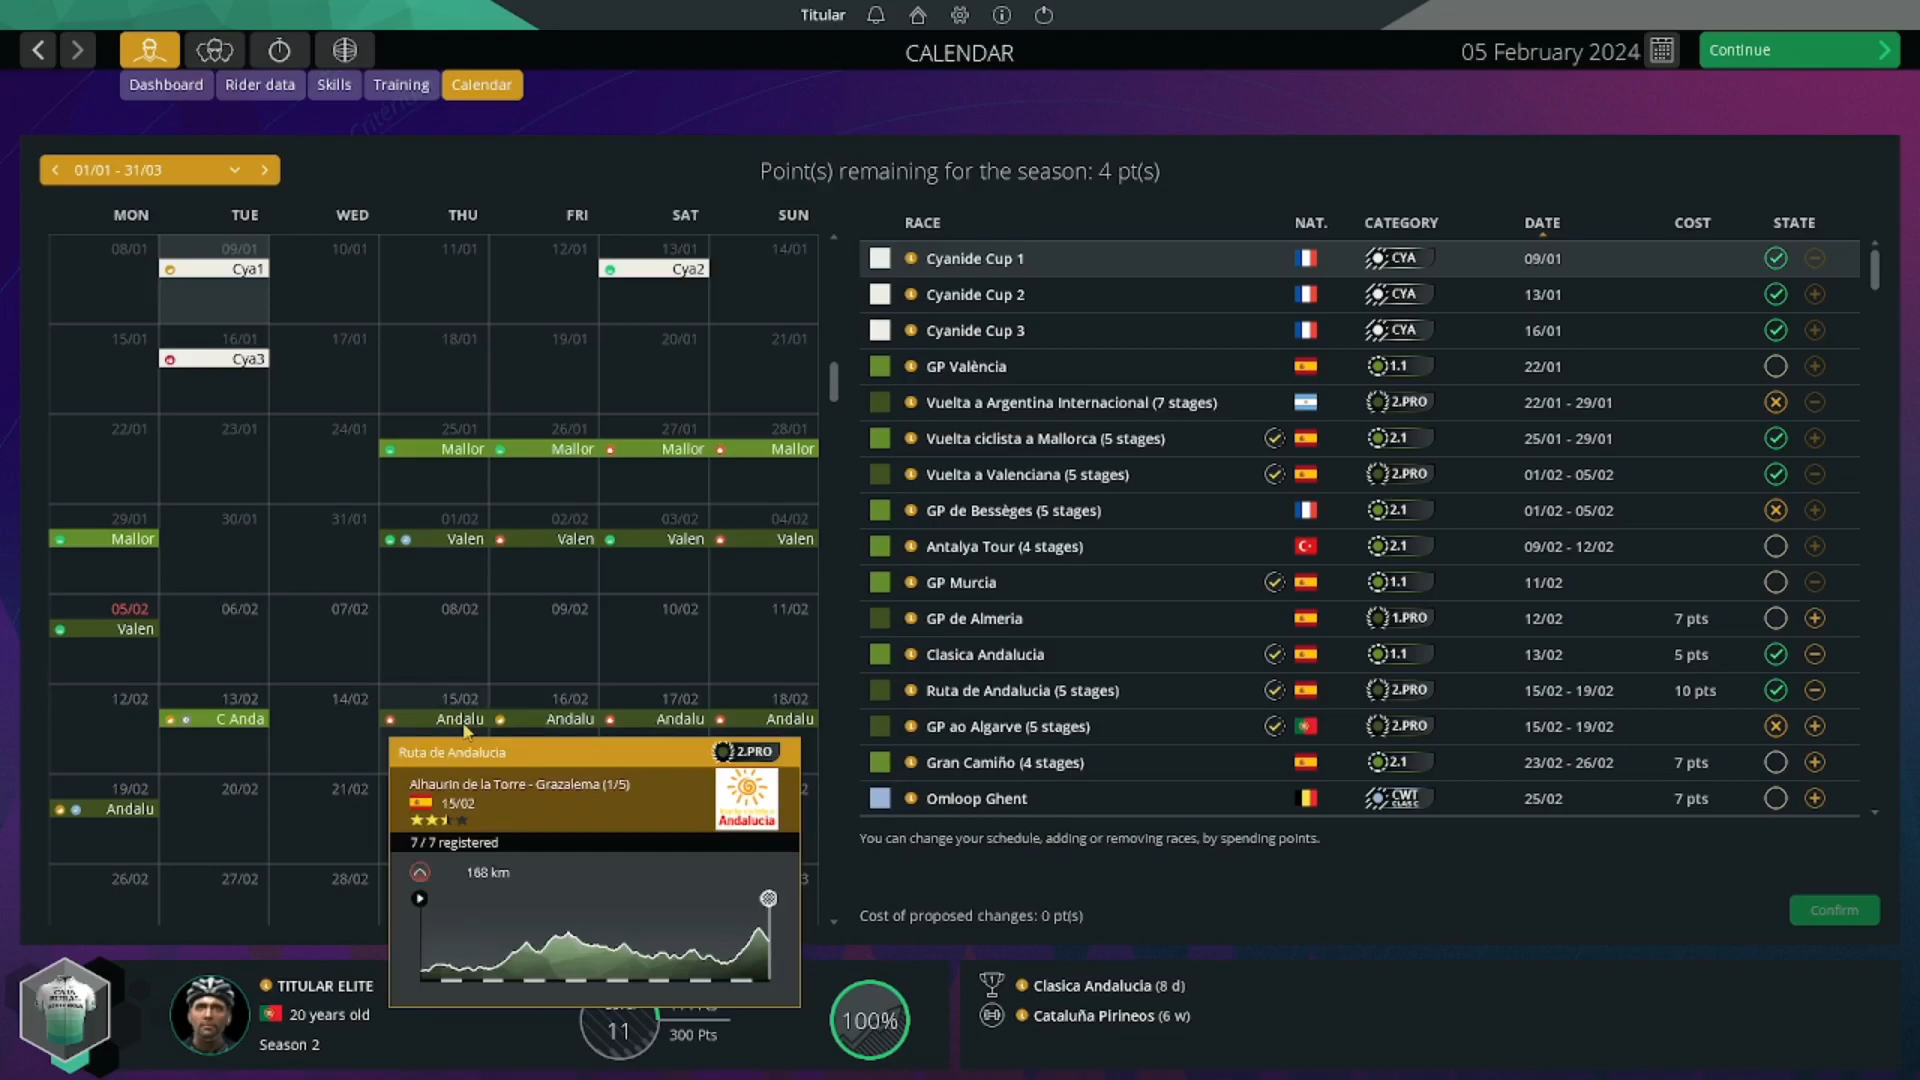 Titular
CALENDAR
05 February 2024
Continue
Dashboard
Rider data
Skills
Training
Calendar
01/01 - 31/03
Point(s) remaining for the season: 4 pt(s)
MON TUE WED THU FRI SAT SUN
08/01 09/01 10/01 11/01 12/01 13/01 14/01
Cya1 Cya2
15/01 16/01 17/01 18/01 19/01 20/01 21/01
Cya3
22/01 23/01 24/01 25/01 26/01 27/01 28/01
Mallor Mallor Mallor Mallor
29/01 30/01 31/01 01/02 02/02 03/02 04/02
Mallor Valen Valen Valen Valen
05/02 06/02 07/02 08/02 09/02 10/02 11/02
Valen
12/02 13/02 14/02 15/02 16/02 17/02 18/02
C Anda Andalu Andalu Andalu Andalu
19/02 20/02 21/02
Andalu
26/02 27/02 28/02
Ruta de Andalucia 2.PRO
Alhaurín de la Torre - Grazalema (1/5)
15/02
Andalucia
7 / 7 registered
168 km
RACE NAT. CATEGORY DATE COST STATE
Cyanide Cup 1 CYA 09/01
Cyanide Cup 2 CYA 13/01
Cyanide Cup 3 CYA 16/01
GP València 1.1 22/01
Vuelta a Argentina Internacional (7 stages) 2.PRO 22/01 - 29/01
Vuelta ciclista a Mallorca (5 stages) 2.1 25/01 - 29/01
Vuelta a Valenciana (5 stages) 2.PRO 01/02 - 05/02
GP de Bessèges (5 stages) 2.1 01/02 - 05/02
Antalya Tour (4 stages) 2.1 09/02 - 12/02
GP Murcia 1.1 11/02
GP de Almeria 1.PRO 12/02 7 pts
Clasica Andalucia 1.1 13/02 5 pts
Ruta de Andalucia (5 stages) 2.PRO 15/02 - 19/02 10 pts
GP ao Algarve (5 stages) 2.PRO 15/02 - 19/02
Gran Camiño (4 stages) 2.1 23/02 - 26/02 7 pts
Omloop Ghent CWT CLAS C 25/02 7 pts
You can change your schedule, adding or removing races, by spending points.
Cost of proposed changes: 0 pt(s)
Confirm
TITULAR ELITE
20 years old
Season 2
11
300 Pts
100%
Clasica Andalucia (8 d)
Cataluña Pirineos (6 w)